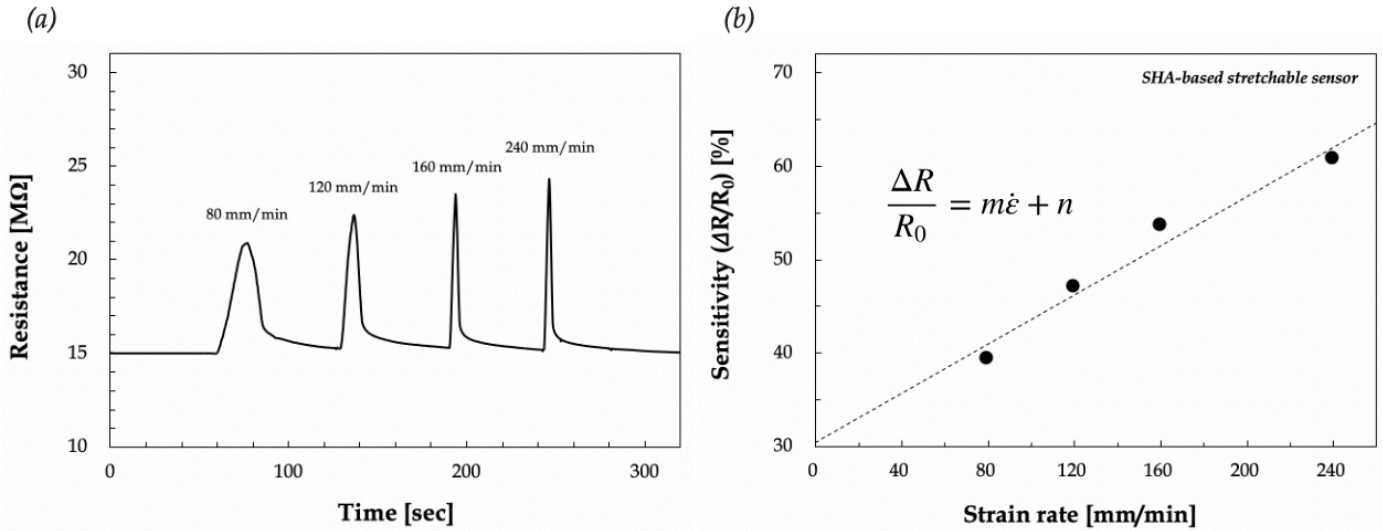 (a)
30
25
20
15
10
Resistance [MΩ]
80 mm/min
120 mm/min
160 mm/min
240 mm/min
0
100
200
300
Time [sec]
(b)
70
60
50
40
30
Sensitivity (ΔR/R₀) [%]
SHA-based stretchable sensor
ΔR/R₀ = mε̇ + n
0
40
80
120
160
200
240
Strain rate [mm/min]